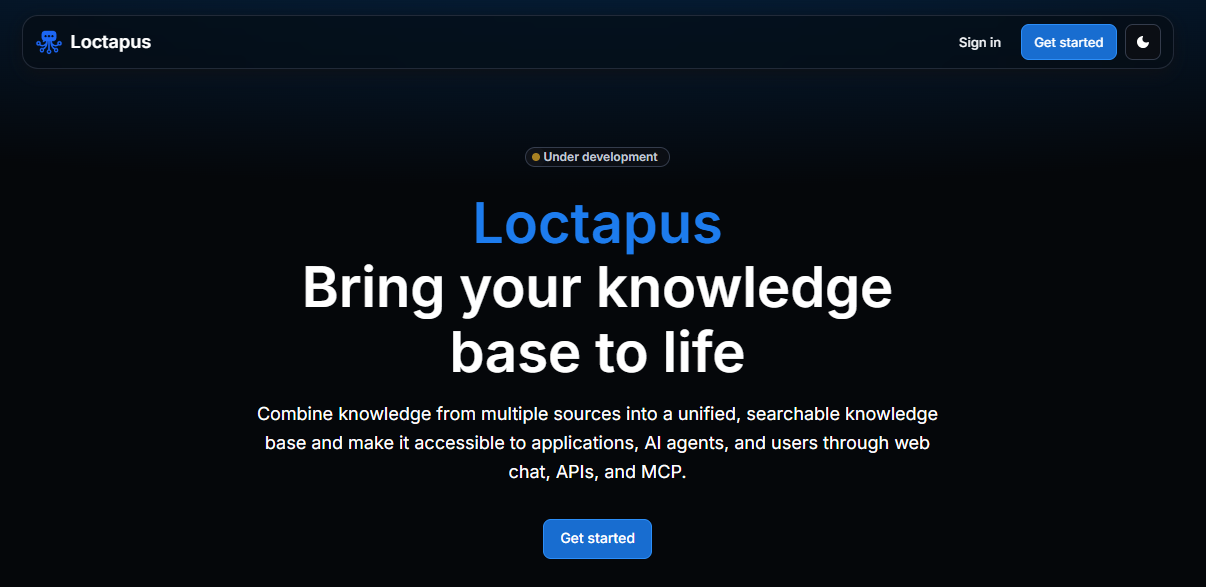 Loctapus
Sign in
Get started
Under development
Loctapus
Bring your knowledge
base to life
Combine knowledge from multiple sources into a unified, searchable knowledge
base and make it accessible to applications, AI agents, and users through web
chat, APIs, and MCP.
Get started